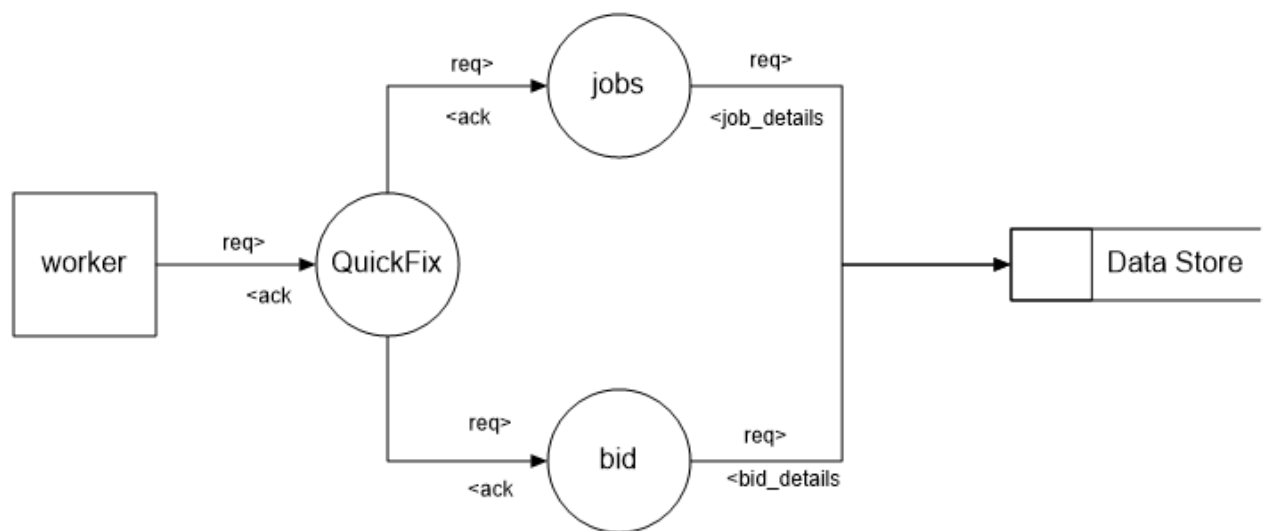 req>
jobs
req>
<ack
<job_details
worker
req>
<ack
QuickFix
Data Store
req>
<ack
bid
req>
<bid_details